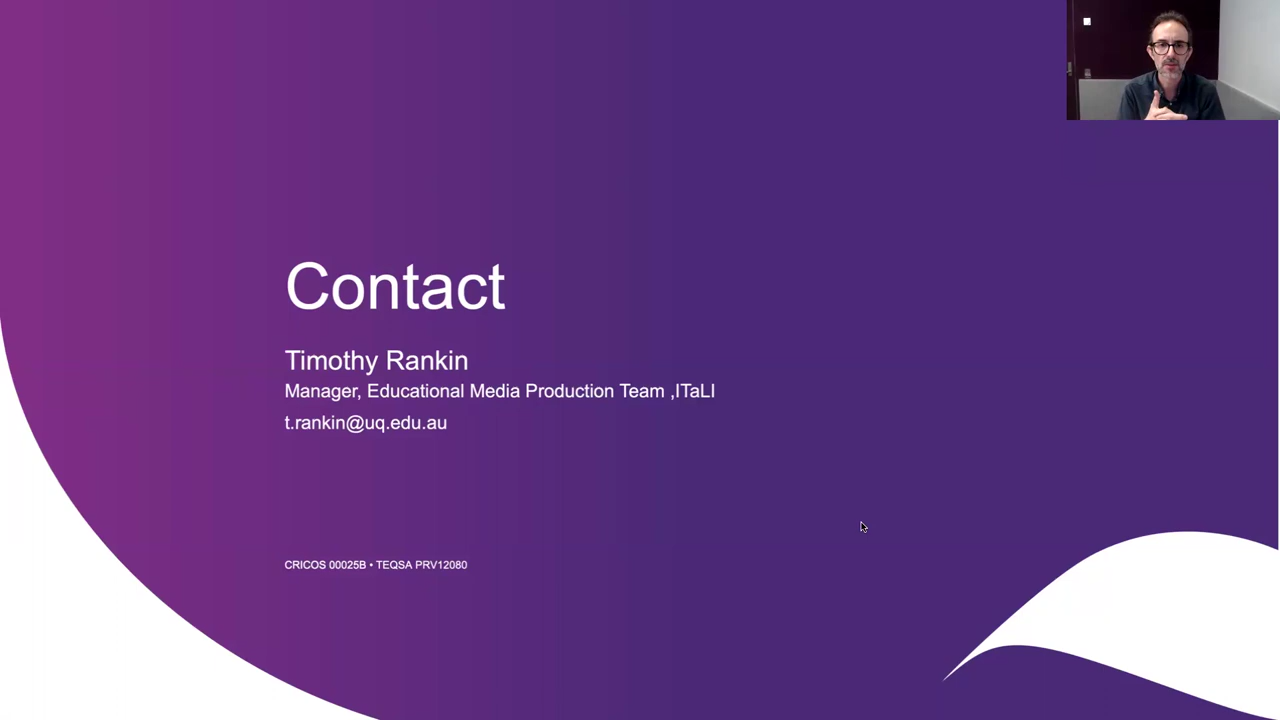 Contact
Timothy Rankin
Manager, Educational Media Production Team ,ITaLI
t.rankin@uq.edu.au
CRICOS 00025B • TEQSA PRV12080